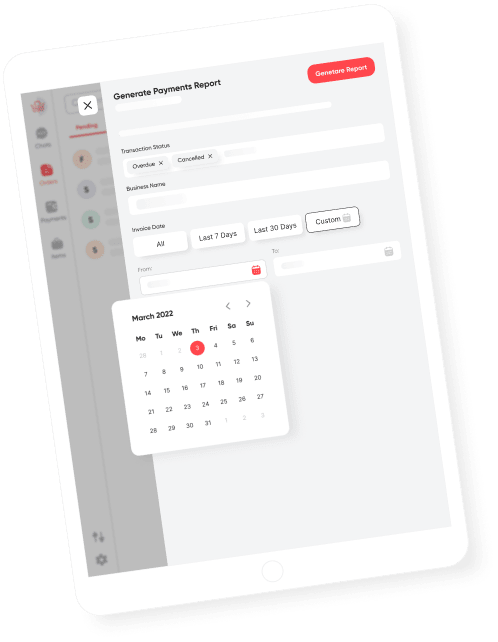 Generate Payments Report
Genetare Report
Pending
Chats
Orders
Payments
Items
F
S
S
S
Transaction Status
Overdue × Cancelled ×
Business Name
Invoice Date
All Last 7 Days Last 30 Days Custom
From: To:
March 2022
Mo Tu We Th Fri Sa Su
28 1 2 3 4 5 6
7 8 9 10 11 12 13
14 15 16 17 18 19 20
21 22 23 24 25 26 27
28 29 30 31 1 2 3